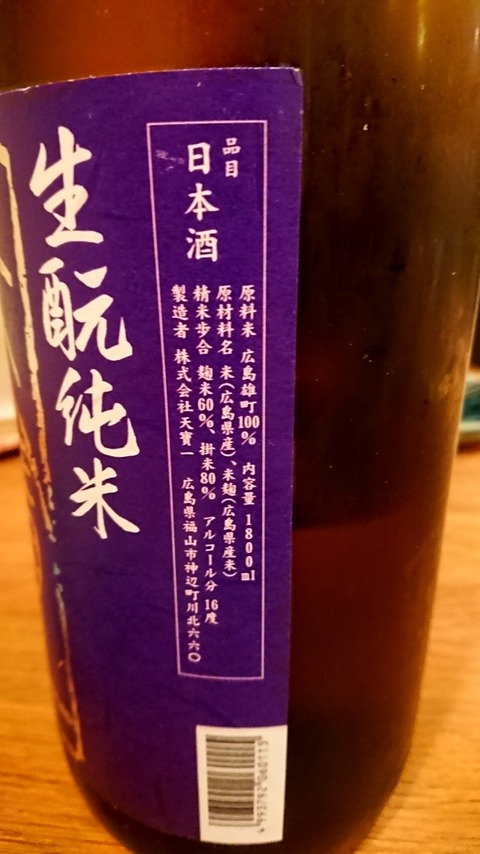 品目
日本酒
原料米 広島雄町100% 内容量 1800ml
原材料名 米(広島県産)、米麹(広島県産米)
精米歩合 麹米60%、掛米80% アルコール分 16度
製造者 株式会社天寶一 広島県福山市神辺町川北六六〇
生酛純米